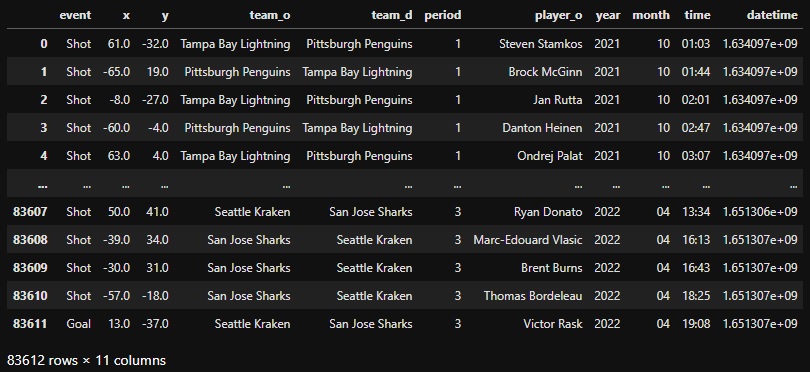 event x y team_o team_d period player_o year month time datetime
0 Shot 61.0 -32.0 Tampa Bay Lightning Pittsburgh Penguins 1 Steven Stamkos 2021 10 01:03 1.634097e+09
1 Shot -65.0 19.0 Pittsburgh Penguins Tampa Bay Lightning 1 Brock McGinn 2021 10 01:44 1.634097e+09
2 Shot -8.0 -27.0 Tampa Bay Lightning Pittsburgh Penguins 1 Jan Rutta 2021 10 02:01 1.634097e+09
3 Shot -60.0 -4.0 Pittsburgh Penguins Tampa Bay Lightning 1 Danton Heinen 2021 10 02:47 1.634097e+09
4 Shot 63.0 4.0 Tampa Bay Lightning Pittsburgh Penguins 1 Ondrej Palat 2021 10 03:07 1.634097e+09
... ... ... ... ... ... ... ... ... ... ... ...
83607 Shot 50.0 41.0 Seattle Kraken San Jose Sharks 3 Ryan Donato 2022 04 13:34 1.651306e+09
83608 Shot -39.0 34.0 San Jose Sharks Seattle Kraken 3 Marc-Edouard Vlasic 2022 04 16:13 1.651306e+09
83609 Shot -30.0 31.0 San Jose Sharks Seattle Kraken 3 Brent Burns 2022 04 16:43 1.651306e+09
83610 Shot -57.0 -18.0 San Jose Sharks Seattle Kraken 3 Thomas Bordeleau 2022 04 18:25 1.651307e+09
83611 Goal 13.0 -37.0 Seattle Kraken San Jose Sharks 3 Victor Rask 2022 04 19:08 1.651307e+09
83612 rows × 11 columns